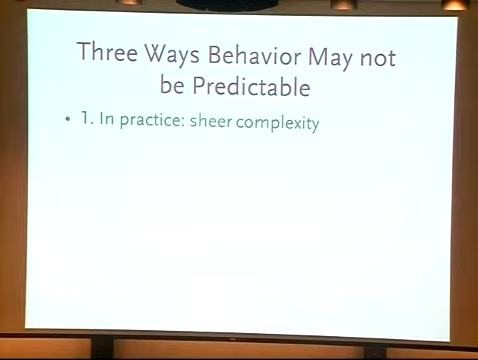 Three Ways Behavior May not
be Predictable
• 1. In practice: sheer complexity